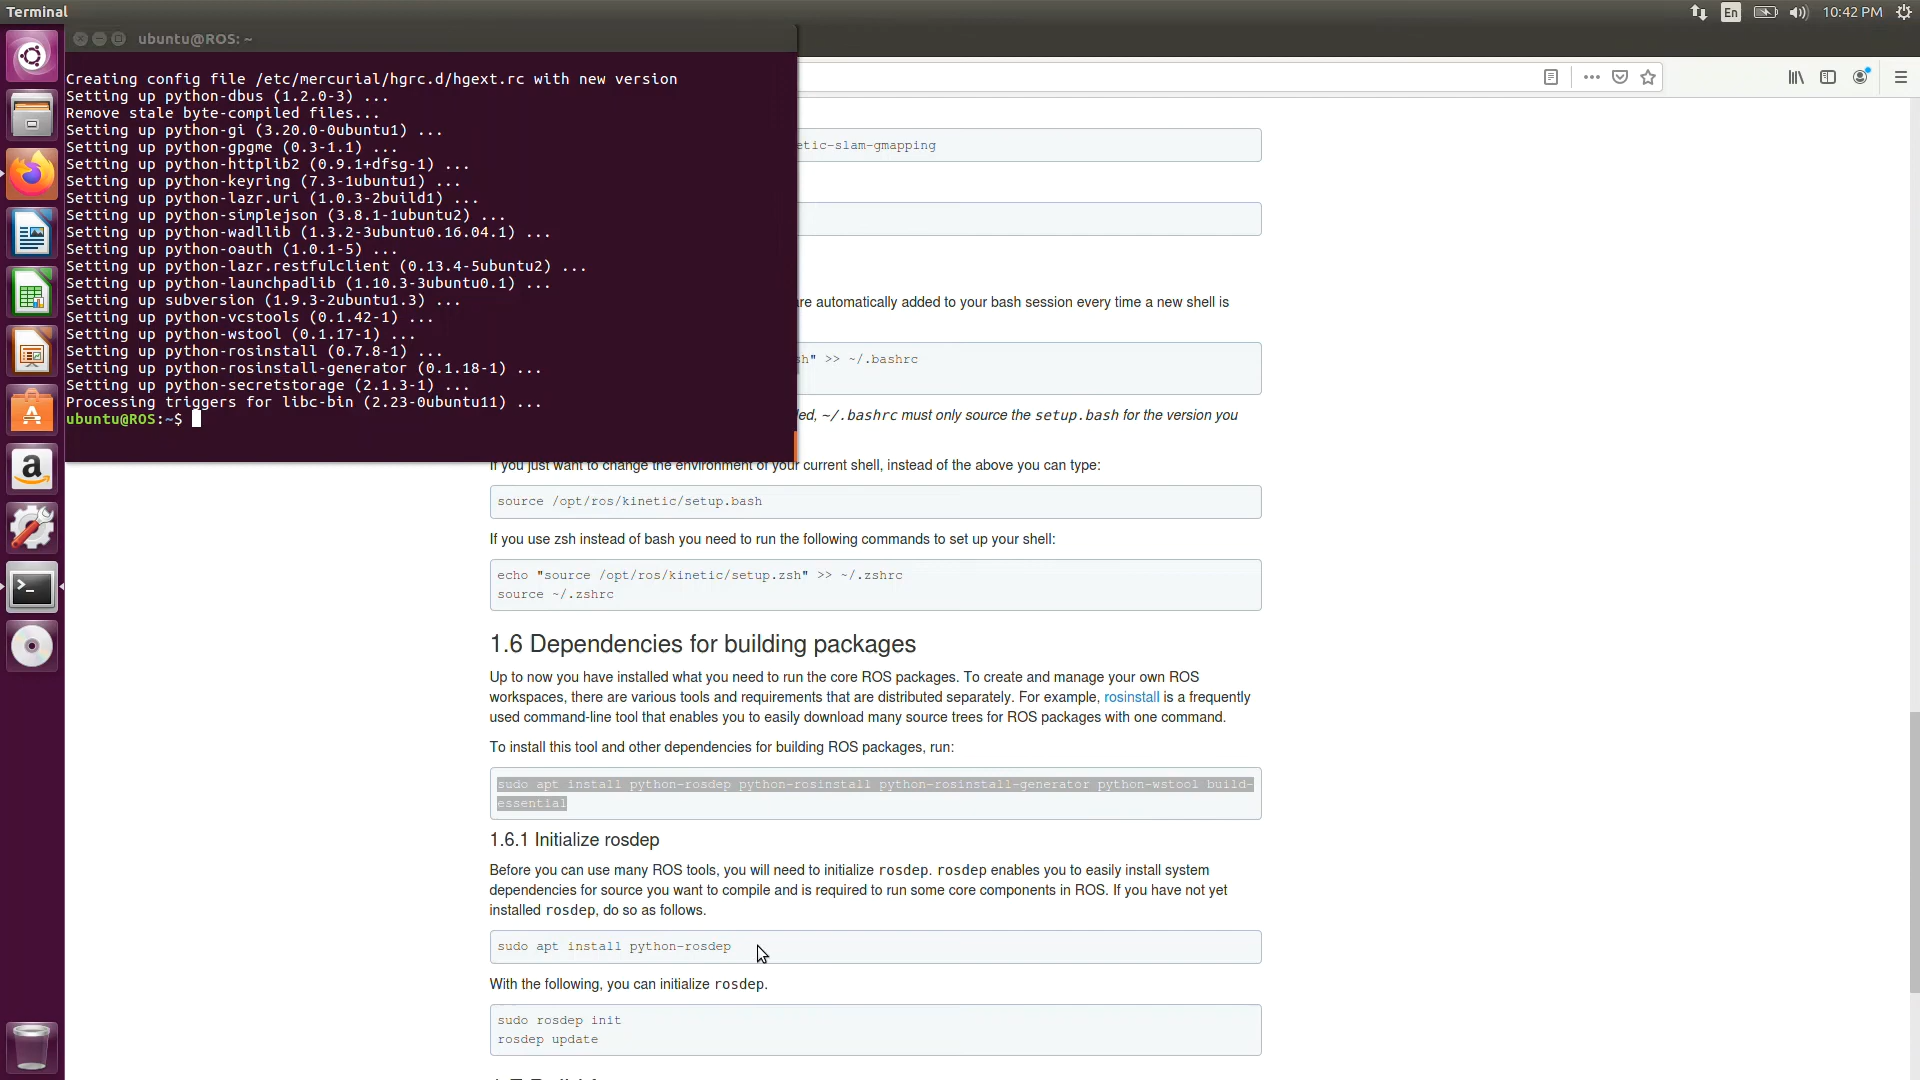 Terminal
En
10:42 PM
ubuntu@ROS: ~
Creating config file /etc/mercurial/hgrc.d/hgext.rc with new version
Setting up python-dbus (1.2.0-3) ...
Remove stale byte-compiled files...
Setting up python-gi (3.20.0-0ubuntu1) ...
Setting up python-gpgme (0.3-1.1) ...
Setting up python-httplib2 (0.9.1+dfsg-1) ...
Setting up python-keyring (7.3-1ubuntu1) ...
Setting up python-lazr.uri (1.0.3-2build1) ...
Setting up python-simplejson (3.8.1-1ubuntu2) ...
Setting up python-wadllib (1.3.2-3ubuntu0.16.04.1) ...
Setting up python-oauth (1.0.1-5) ...
Setting up python-lazr.restfulclient (0.13.4-5ubuntu2) ...
Setting up python-launchpadlib (1.10.3-3ubuntu0.1) ...
Setting up subversion (1.9.3-2ubuntu1.3) ...
Setting up python-vcstools (0.1.42-1) ...
Setting up python-wstool (0.1.17-1) ...
Setting up python-rosinstall (0.7.8-1) ...
Setting up python-rosinstall-generator (0.1.18-1) ...
Setting up python-secretstorage (2.1.3-1) ...
Processing triggers for libc-bin (2.23-0ubuntu11) ...
ubuntu@ROS:~$
etic-slam-gmapping
re automatically added to your bash session every time a new shell is
sh" >> ~/.bashrc
led, ~/.bashrc must only source the setup.bash for the version you
If you just want to change the environment of your current shell, instead of the above you can type:
source /opt/ros/kinetic/setup.bash
If you use zsh instead of bash you need to run the following commands to set up your shell:
echo "source /opt/ros/kinetic/setup.zsh" >> ~/.zshrc
source ~/.zshrc
1.6 Dependencies for building packages
Up to now you have installed what you need to run the core ROS packages. To create and manage your own ROS
workspaces, there are various tools and requirements that are distributed separately. For example, rosinstall is a frequently
used command-line tool that enables you to easily download many source trees for ROS packages with one command.
To install this tool and other dependencies for building ROS packages, run:
sudo apt install python-rosdep python-rosinstall python-rosinstall-generator python-wstool build-
essential
1.6.1 Initialize rosdep
Before you can use many ROS tools, you will need to initialize rosdep. rosdep enables you to easily install system
dependencies for source you want to compile and is required to run some core components in ROS. If you have not yet
installed rosdep, do so as follows.
sudo apt install python-rosdep
With the following, you can initialize rosdep.
sudo rosdep init
rosdep update